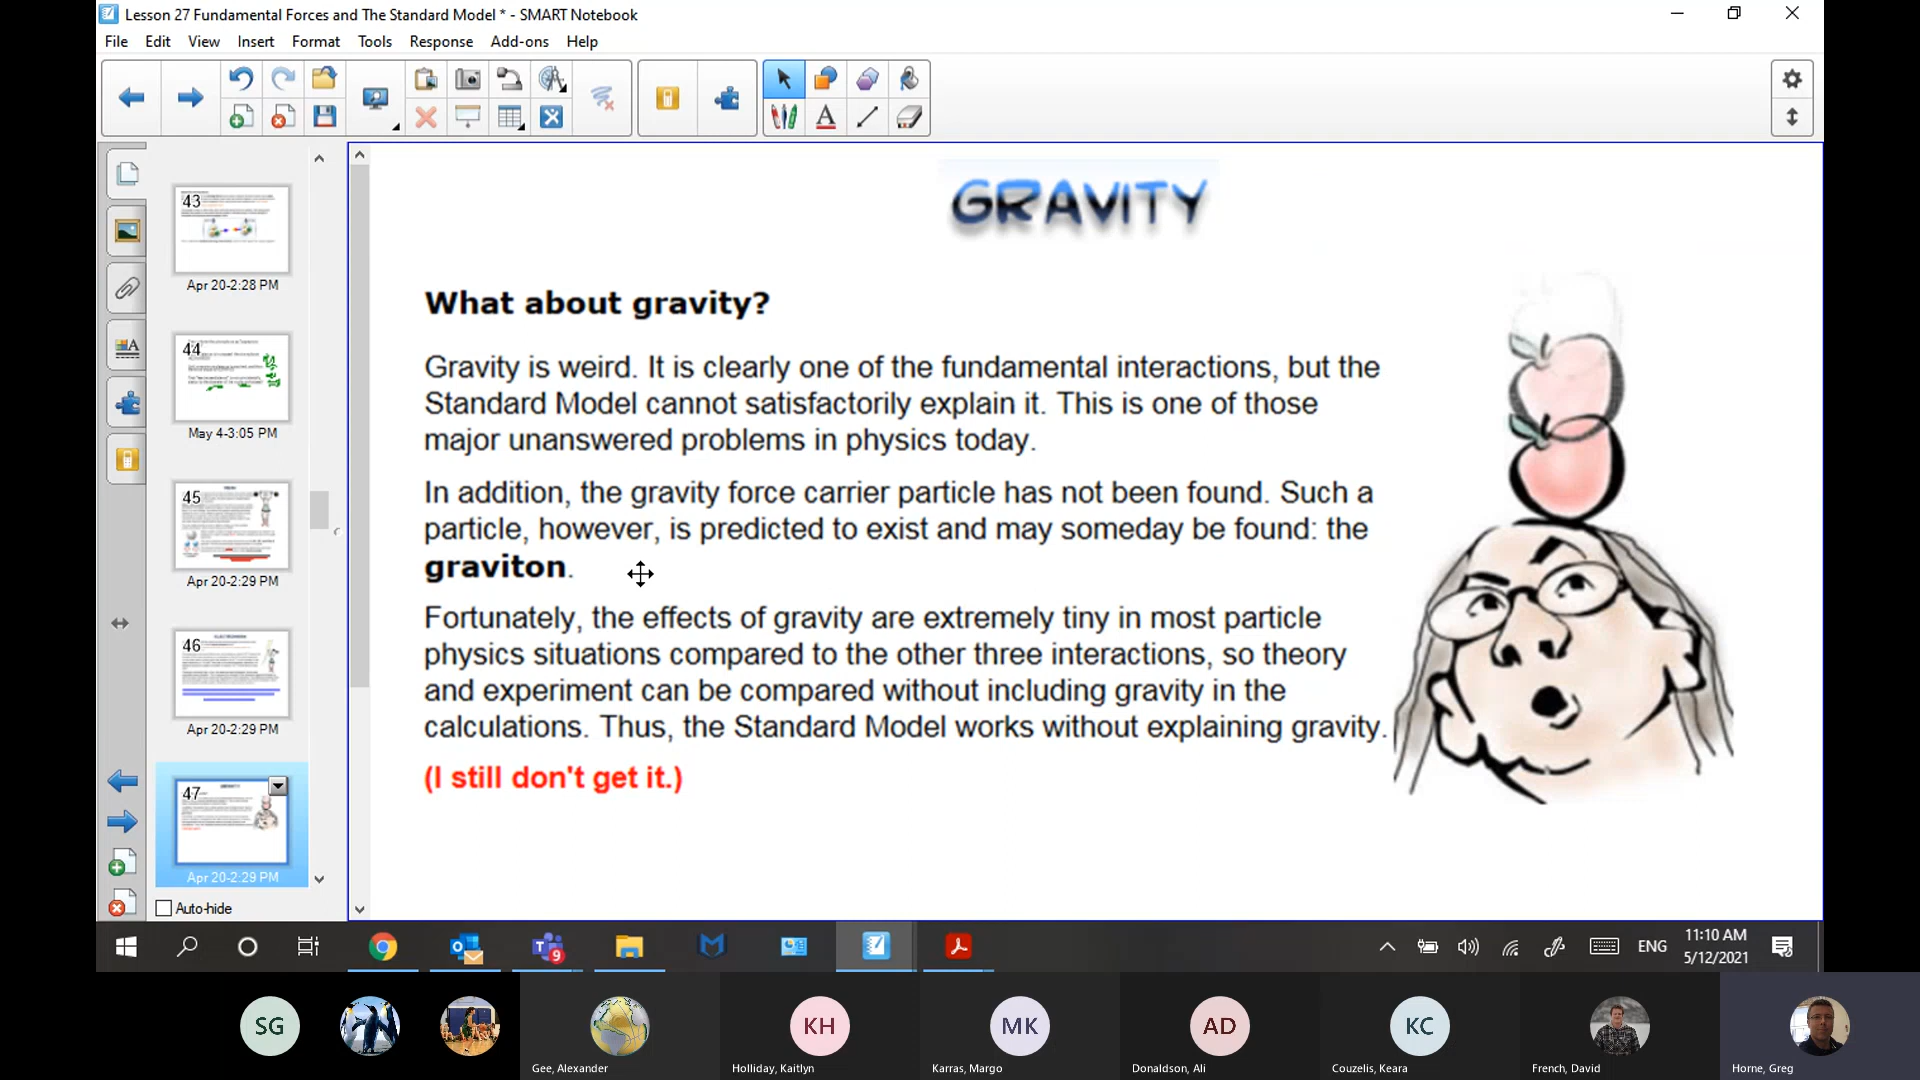 Lesson 27 Fundamental Forces and The Standard Model * - SMART Notebook
File Edit View Insert Format Tools Response Add-ons Help
43
Apr 20-2:28 PM
44
May 4-3:05 PM
45
Apr 20-2:29 PM
46
Apr 20-2:29 PM
47
Apr 20-2:29 PM
Auto-hide
GRAVITY
What about gravity?
Gravity is weird. It is clearly one of the fundamental interactions, but the
Standard Model cannot satisfactorily explain it. This is one of those
major unanswered problems in physics today.
In addition, the gravity force carrier particle has not been found. Such a
particle, however, is predicted to exist and may someday be found: the
graviton.
Fortunately, the effects of gravity are extremely tiny in most particle
physics situations compared to the other three interactions, so theory
and experiment can be compared without including gravity in the
calculations. Thus, the Standard Model works without explaining gravity.
(I still don't get it.)
9
ENG
11:10 AM
5/12/2021
SG
KH
MK
AD
KC
Gee, Alexander
Holliday, Kaitlyn
Karras, Margo
Donaldson, Ali
Couzelis, Keara
French, David
Horne, Greg